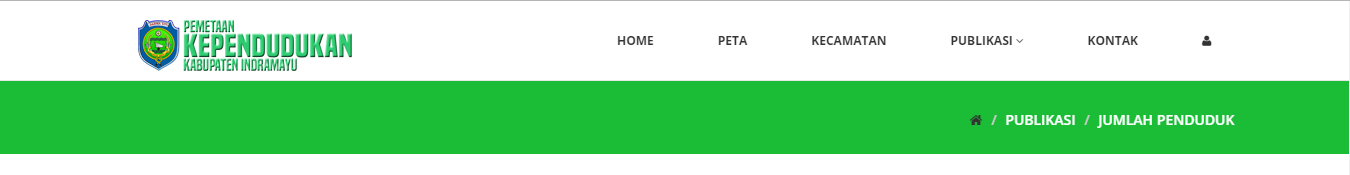 PEMETAAN
KEPENDUDUKAN
KABUPATEN INDRAMAYU
HOME PETA KECAMATAN PUBLIKASI KONTAK
/ PUBLIKASI / JUMLAH PENDUDUK